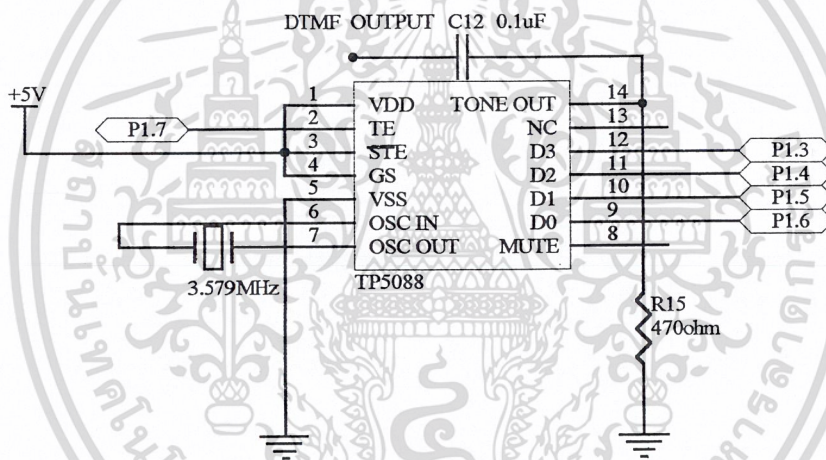 DTMF OUTPUT C12 0.1uF
+5V
P1.7
1 VDD
2 TE
3 STE
4 GS
5 VSS
6 OSC IN
7 OSC OUT
TONE OUT 14
NC 13
D3 12
D2 11
D1 10
D0 9
MUTE 8
P1.3
P1.4
P1.5
P1.6
3.579MHz
TP5088
R15
470ohm